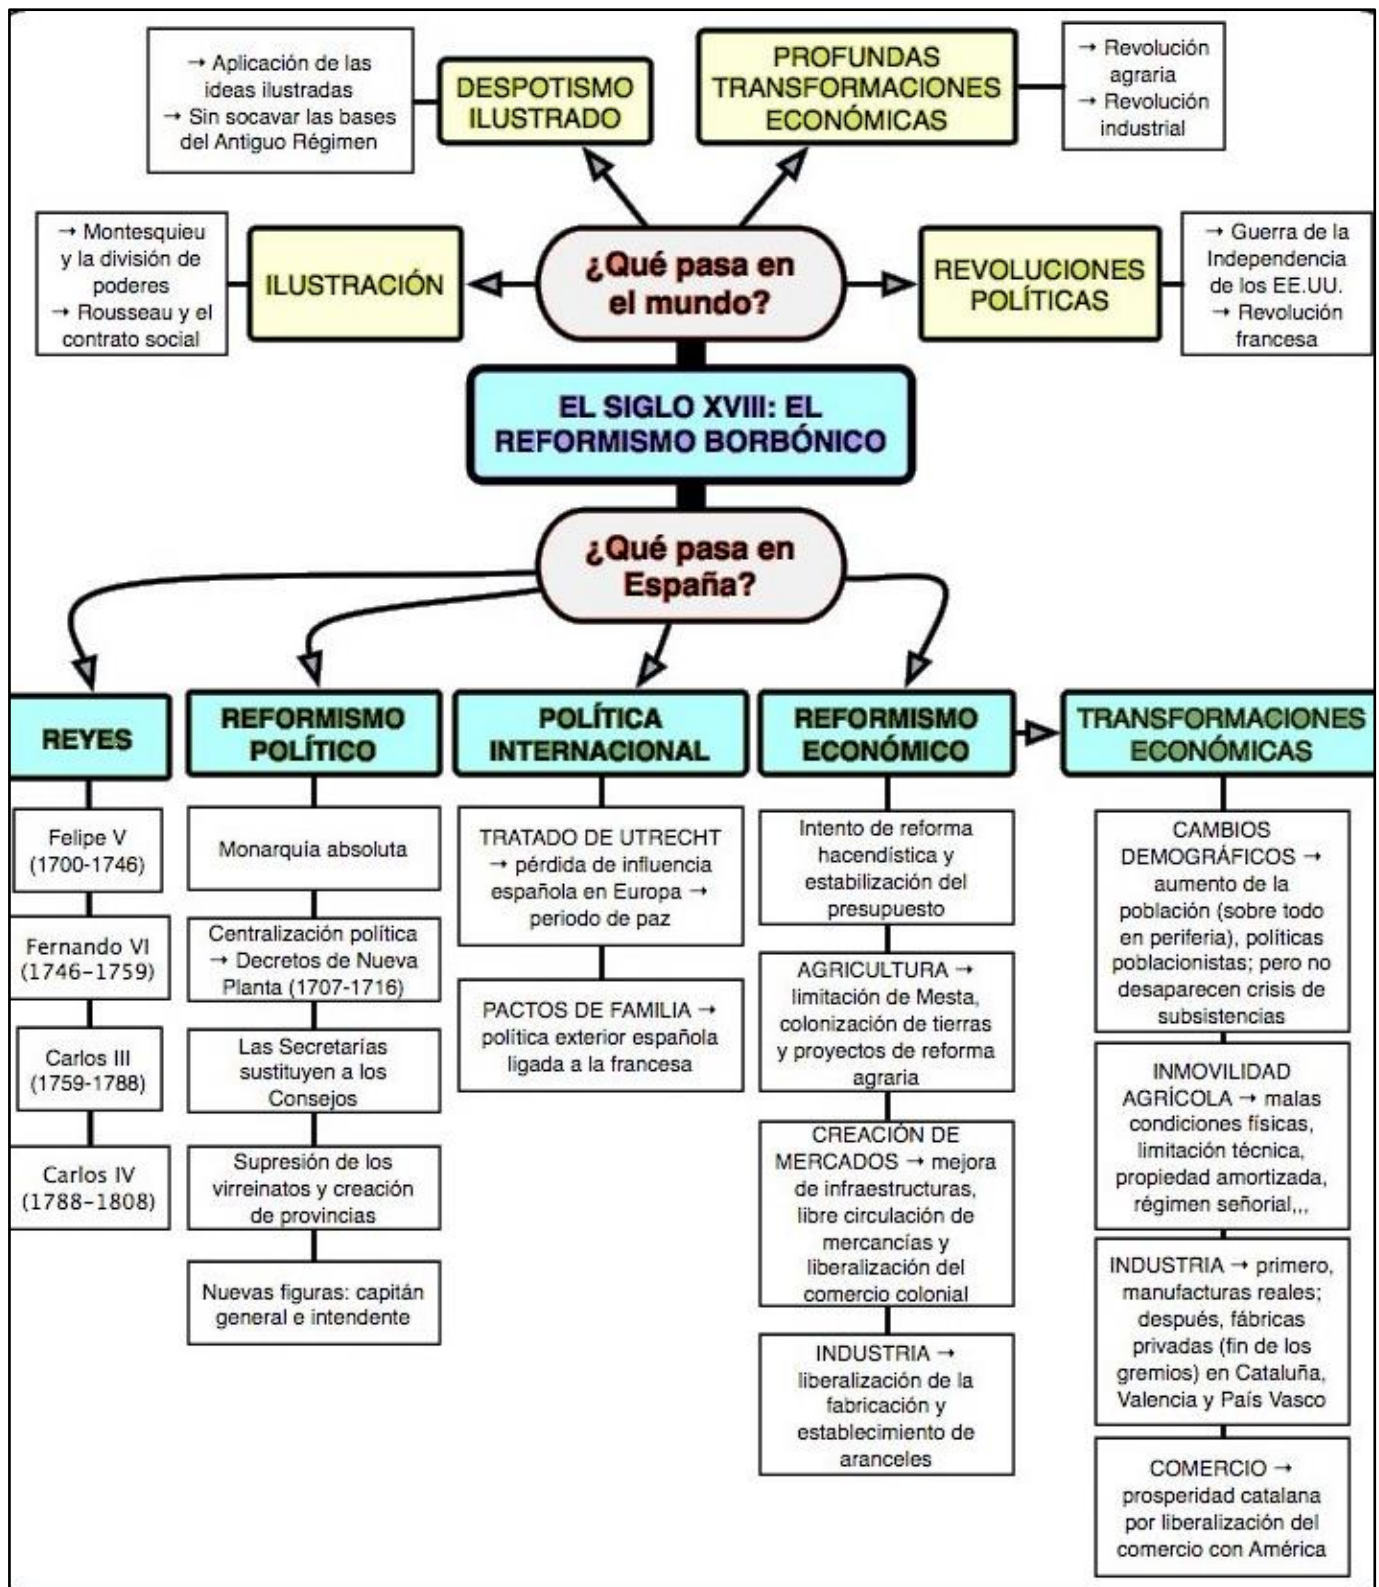 → Aplicación de las
ideas ilustradas
→ Sin socavar las bases
del Antiguo Régimen
DESPOTISMO
ILUSTRADO
PROFUNDAS
TRANSFORMACIONES
ECONÓMICAS
→ Revolución
agraria
→ Revolución
industrial
→ Montesquieu
y la división de
poderes
→ Rousseau y el
contrato social
ILUSTRACIÓN
¿Qué pasa en
el mundo?
REVOLUCIONES
POLÍTICAS
→ Guerra de la
Independencia
de los EE.UU.
→ Revolución
francesa
EL SIGLO XVIII: EL
REFORMISMO BORBÓNICO
¿Qué pasa en
España?
REYES
Felipe V
(1700-1746)
Fernando VI
(1746-1759)
Carlos III
(1759-1788)
Carlos IV
(1788-1808)
REFORMISMO
POLÍTICO
Monarquía absoluta
Centralización política
→ Decretos de Nueva
Planta (1707-1716)
Las Secretarías
sustituyen a los
Consejos
Supresión de los
virreinatos y creación
de provincias
Nuevas figuras: capitán
general e intendente
POLÍTICA
INTERNACIONAL
TRATADO DE UTRECHT
→ pérdida de influencia
española en Europa →
periodo de paz
PACTOS DE FAMILIA →
política exterior española
ligada a la francesa
REFORMISMO
ECONÓMICO
Intento de reforma
hacendística y
estabilización del
presupuesto
AGRICULTURA →
limitación de Mesta,
colonización de tierras
y proyectos de reforma
agraria
CREACIÓN DE
MERCADOS → mejora
de infraestructuras,
libre circulación de
mercancías y
liberalización del
comercio colonial
INDUSTRIA →
liberalización de la
fabricación y
establecimiento de
aranceles
TRANSFORMACIONES
ECONÓMICAS
CAMBIOS
DEMOGRÁFICOS →
aumento de la
población (sobre todo
en periferia), políticas
poblacionistas; pero no
desaparecen crisis de
subsistencias
INMOVILIDAD
AGRÍCOLA → malas
condiciones físicas,
limitación técnica,
propiedad amortizada,
régimen señorial,,,
INDUSTRIA → primero,
manufacturas reales;
después, fábricas
privadas (fin de los
gremios) en Cataluña,
Valencia y País Vasco
COMERCIO →
prosperidad catalana
por liberalización del
comercio con América